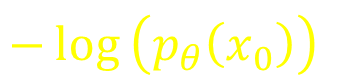 − log (p_θ(x_0))